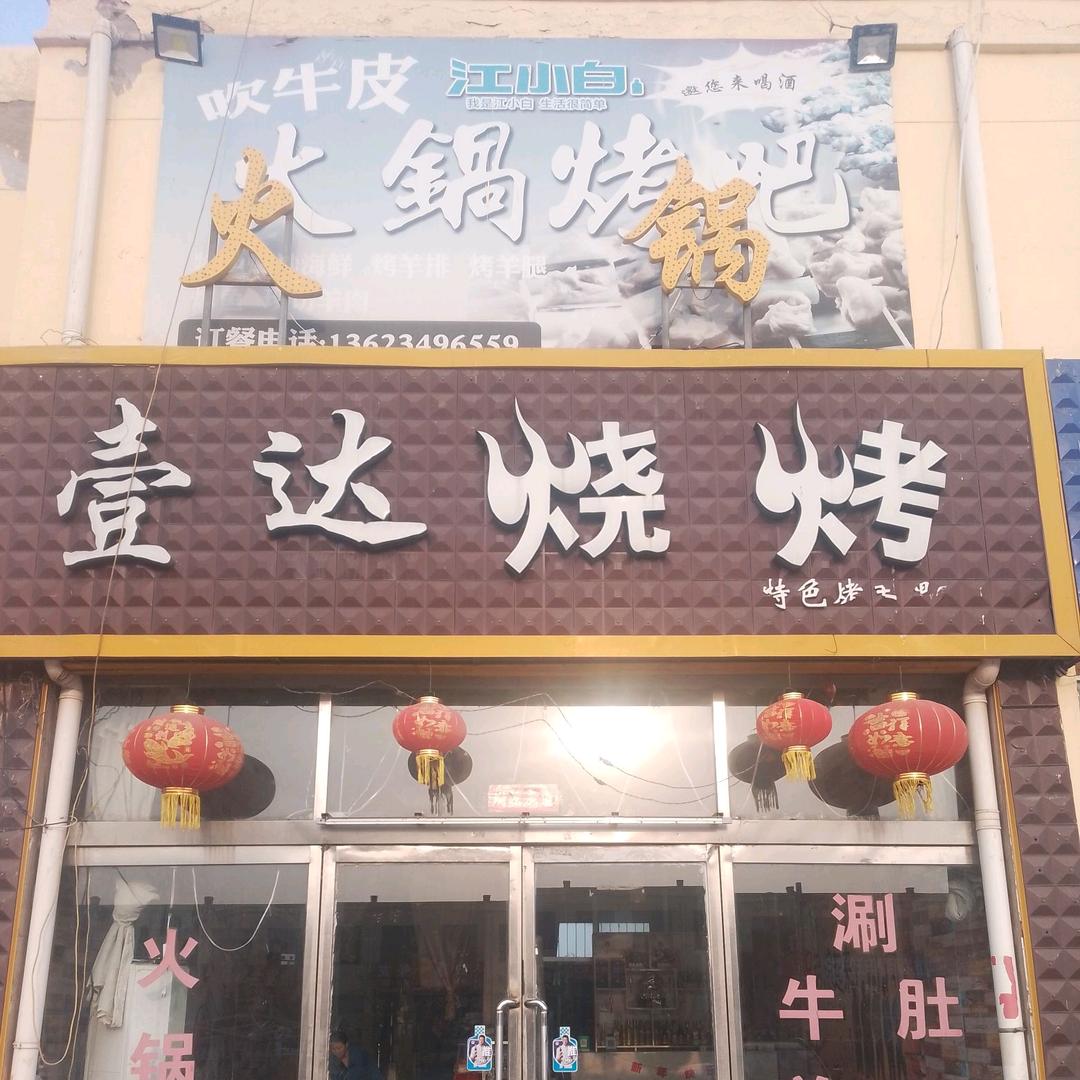 吹牛皮
江小白
我是江小白 生活很简单
邀您来喝酒
火鍋烤吧
海鲜 烤羊排 烤羊腿
火锅
订餐电话:13623496559
壹达烧烤
特色烤
火锅
涮
牛肚
推
推